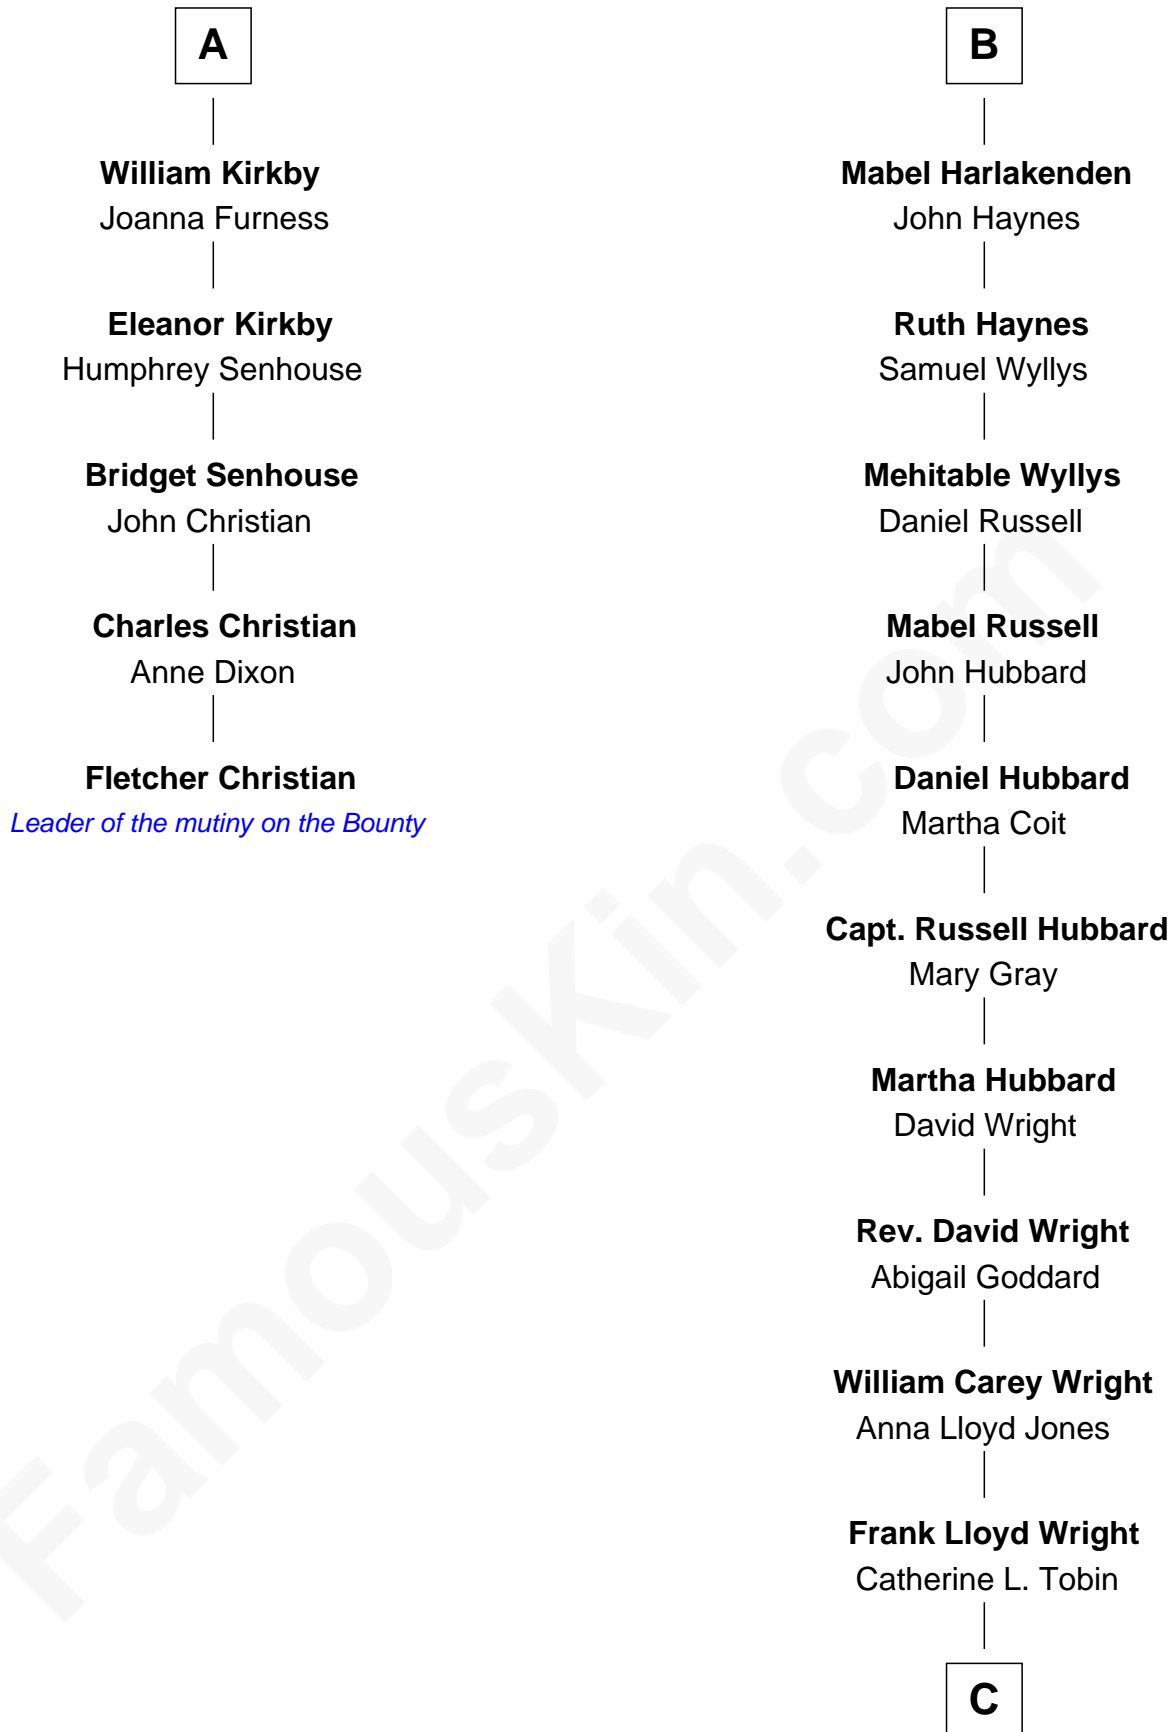 A
William Kirkby
Joanna Furness
Eleanor Kirkby
Humphrey Senhouse
Bridget Senhouse
John Christian
Charles Christian
Anne Dixon
Fletcher Christian
Leader of the mutiny on the Bounty
B
Mabel Harlakenden
John Haynes
Ruth Haynes
Samuel Wyllys
Mehitable Wyllys
Daniel Russell
Mabel Russell
John Hubbard
Daniel Hubbard
Martha Coit
Capt. Russell Hubbard
Mary Gray
Martha Hubbard
David Wright
Rev. David Wright
Abigail Goddard
William Carey Wright
Anna Lloyd Jones
Frank Lloyd Wright
Catherine L. Tobin
C
FamousKin.com